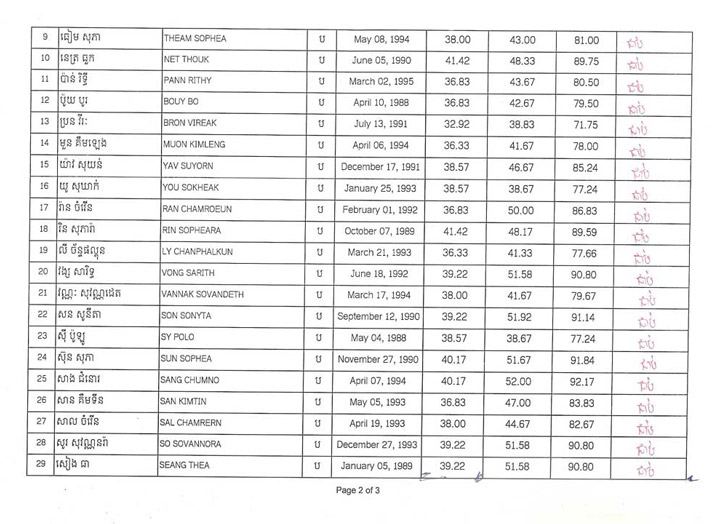 9 ធៀម សុភា THEAM SOPHEA ប May 08, 1994 38.00 43.00 81.00 ជាប់
10 នេត្រ ធួក NET THOUK ប June 05, 1990 41.42 48.33 89.75 ជាប់
11 ប៉ាន់ រិទ្ធី PANN RITHY ប March 02, 1995 36.83 43.67 80.50 ជាប់
12 ប៊ូយ បូរ BOUY BO ប April 10, 1988 36.83 42.67 79.50 ជាប់
13 ប្រន វីរៈ BRON VIREAK ប July 13, 1991 32.92 38.83 71.75 ជាប់
14 មួន គឹមឡេង MUON KIMLENG ប April 06, 1994 36.33 41.67 78.00 ជាប់
15 យ៉ាវ សុយន់ YAV SUYORN ប December 17, 1991 38.57 46.67 85.24 ជាប់
16 យូ សុឃាក់ YOU SOKHEAK ប January 25, 1993 38.57 38.67 77.24 ជាប់
17 រ៉ាន ចំរើន RAN CHAMROEUN ប February 01, 1992 36.83 50.00 86.83 ជាប់
18 រិន សុភារ៉ា RIN SOPHEARA ប October 07, 1989 41.42 48.17 89.59 ជាប់
19 លី ច័ន្ទផល្គុន LY CHANPHALKUN ប March 21, 1993 36.33 41.33 77.66 ជាប់
20 វង្ស សារិទ្ធ VONG SARITH ប June 18, 1992 39.22 51.58 90.80 ជាប់
21 វណ្ណៈ សុវណ្ណដេត VANNAK SOVANDETH ប March 17, 1994 38.00 41.67 79.67 ជាប់
22 សន សូនីតា SON SONYTA ប September 12, 1990 39.22 51.92 91.14 ជាប់
23 ស៊ី ប៉ូឡូ SY POLO ប May 04, 1988 38.57 38.67 77.24 ជាប់
24 ស៊ុន សុភា SUN SOPHEA ប November 27, 1990 40.17 51.67 91.84 ជាប់
25 សាង ជំនោរ SANG CHUMNO ប April 07, 1994 40.17 52.00 92.17 ជាប់
26 សាន គឹមទីន SAN KIMTIN ប May 05, 1993 36.83 47.00 83.83 ជាប់
27 សាល ចំរើន SAL CHAMRERN ប April 19, 1993 38.00 44.67 82.67 ជាប់
28 សូរ សុវណ្ណនរ៉ា SO SOVANNORA ប December 27, 1993 39.22 51.58 90.80 ជាប់
29 សៀង ធា SEANG THEA ប January 05, 1989 39.22 51.58 90.80 ជាប់
Page 2 of 3